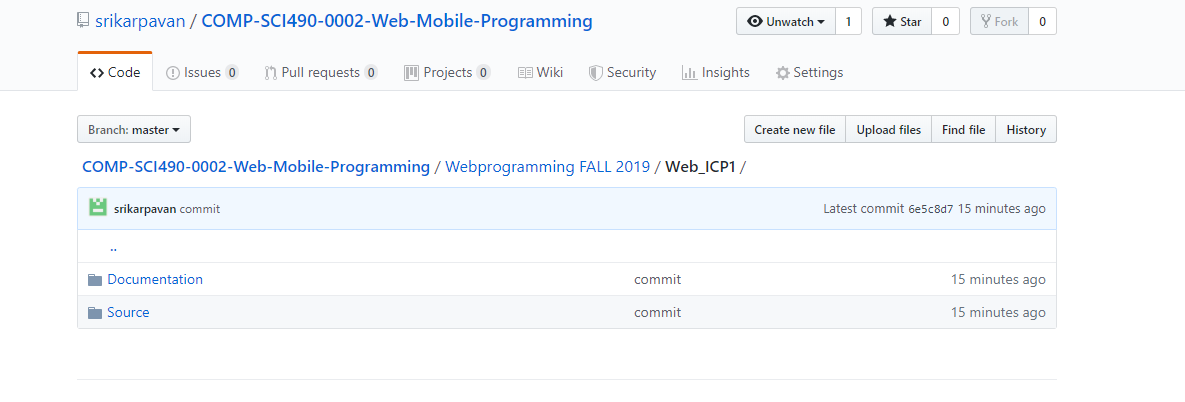 srikarpavan / COMP-SCI490-0002-Web-Mobile-Programming Unwatch 1 Star 0 Fork 0
Code Issues 0 Pull requests 0 Projects 0 Wiki Security Insights Settings
Branch: master Create new file Upload files Find file History
COMP-SCI490-0002-Web-Mobile-Programming / Webprogramming FALL 2019 / Web_ICP1 /
srikarpavan commit Latest commit 6e5c8d7 15 minutes ago
..
Documentation commit 15 minutes ago
Source commit 15 minutes ago